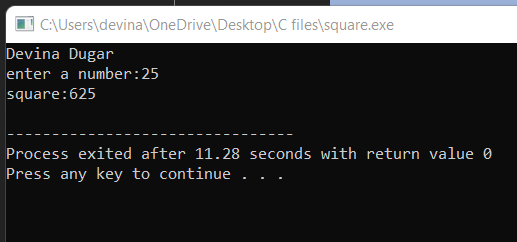 C:\Users\devina\OneDrive\Desktop\C files\square.exe
Devina Dugar
enter a number:25
square:625
--------------------------------
Process exited after 11.28 seconds with return value 0
Press any key to continue . . .